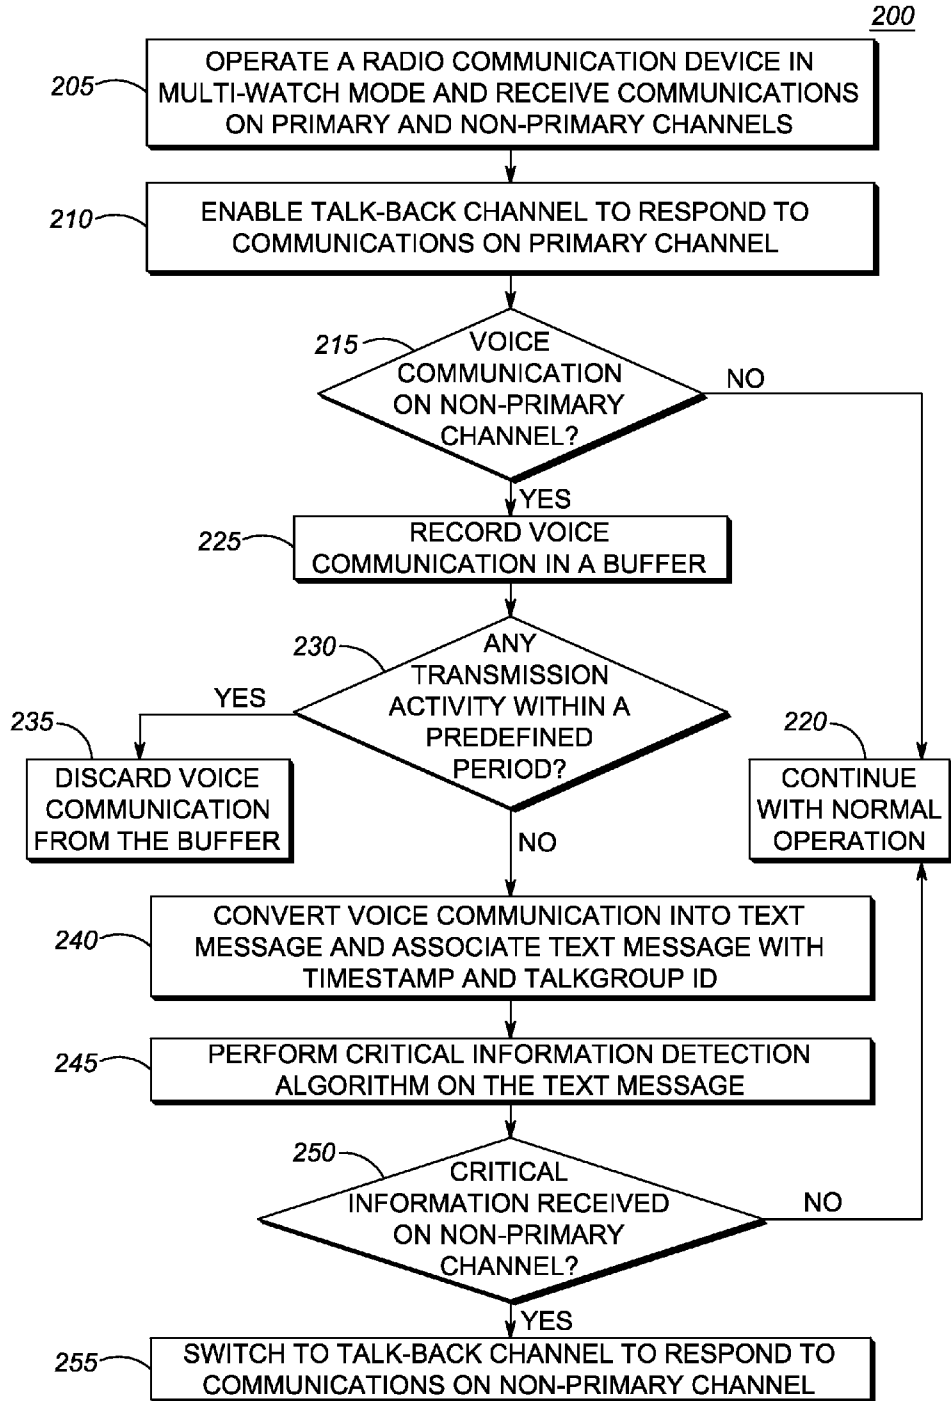 200
205
OPERATE A RADIO COMMUNICATION DEVICE IN
MULTI-WATCH MODE AND RECEIVE COMMUNICATIONS
ON PRIMARY AND NON-PRIMARY CHANNELS
210
ENABLE TALK-BACK CHANNEL TO RESPOND TO
COMMUNICATIONS ON PRIMARY CHANNEL
215
VOICE
COMMUNICATION
ON NON-PRIMARY
CHANNEL?
NO
YES
225
RECORD VOICE
COMMUNICATION IN A BUFFER
230
ANY
TRANSMISSION
ACTIVITY WITHIN A
PREDEFINED
PERIOD?
YES
235
DISCARD VOICE
COMMUNICATION
FROM THE BUFFER
220
CONTINUE
WITH NORMAL
OPERATION
NO
240
CONVERT VOICE COMMUNICATION INTO TEXT
MESSAGE AND ASSOCIATE TEXT MESSAGE WITH
TIMESTAMP AND TALKGROUP ID
245
PERFORM CRITICAL INFORMATION DETECTION
ALGORITHM ON THE TEXT MESSAGE
250
CRITICAL
INFORMATION RECEIVED
ON NON-PRIMARY
CHANNEL?
NO
YES
255
SWITCH TO TALK-BACK CHANNEL TO RESPOND TO
COMMUNICATIONS ON NON-PRIMARY CHANNEL